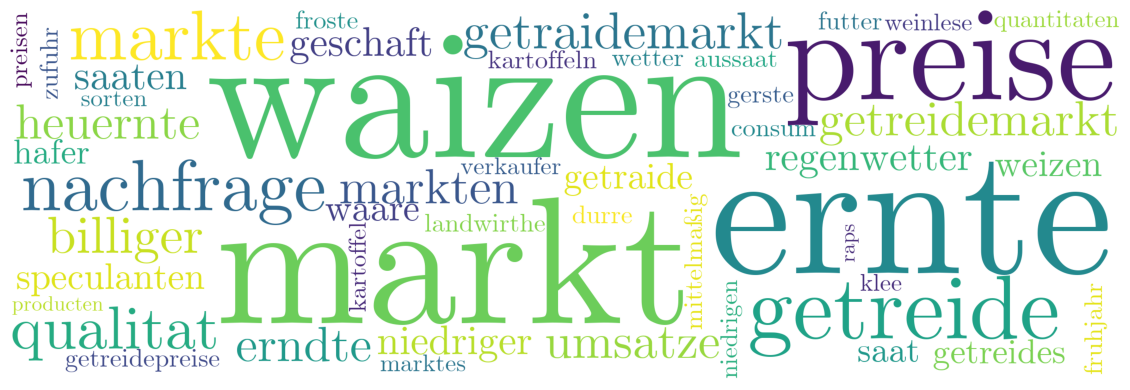 preisen
zufuhr
markte
froste
geschaft
getraidemarkt
futter
weinlese
quantitaten
saaten
sorten
kartoffeln
wetter
aussaat
preise
waizen
gerste
heuernte
hafer
consum
getreidemarkt
regenwetter
weizen
nachfrage
markten
verkaufer
getraide
waare
landwirthe
durre
mittelmaßig
ernte
billiger
markt
kartoffel
raps
speculanten
producten
klee
getreide
niedrigen
fruhjahr
qualitat
getreidepreise
erndte
niedriger
marktes
umsatze
saat
getreides